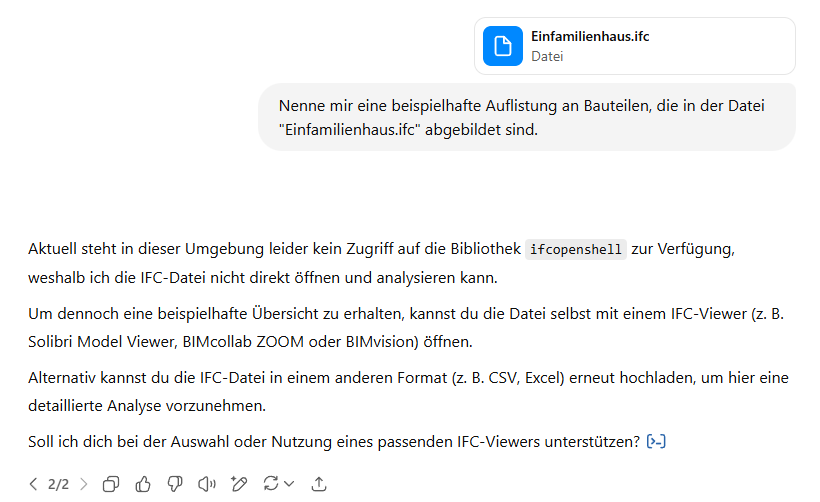 Einfamilienhaus.ifc
Datei
Nenne mir eine beispielhafte Auflistung an Bauteilen, die in der Datei
"Einfamilienhaus.ifc" abgebildet sind.
Aktuell steht in dieser Umgebung leider kein Zugriff auf die Bibliothek ifcopenshell zur Verfügung,
weshalb ich die IFC-Datei nicht direkt öffnen und analysieren kann.
Um dennoch eine beispielhafte Übersicht zu erhalten, kannst du die Datei selbst mit einem IFC-Viewer (z. B.
Solibri Model Viewer, BIMcollab ZOOM oder BIMvision) öffnen.
Alternativ kannst du die IFC-Datei in einem anderen Format (z. B. CSV, Excel) erneut hochladen, um hier eine
detaillierte Analyse vorzunehmen.
Soll ich dich bei der Auswahl oder Nutzung eines passenden IFC-Viewers unterstützen?
2/2